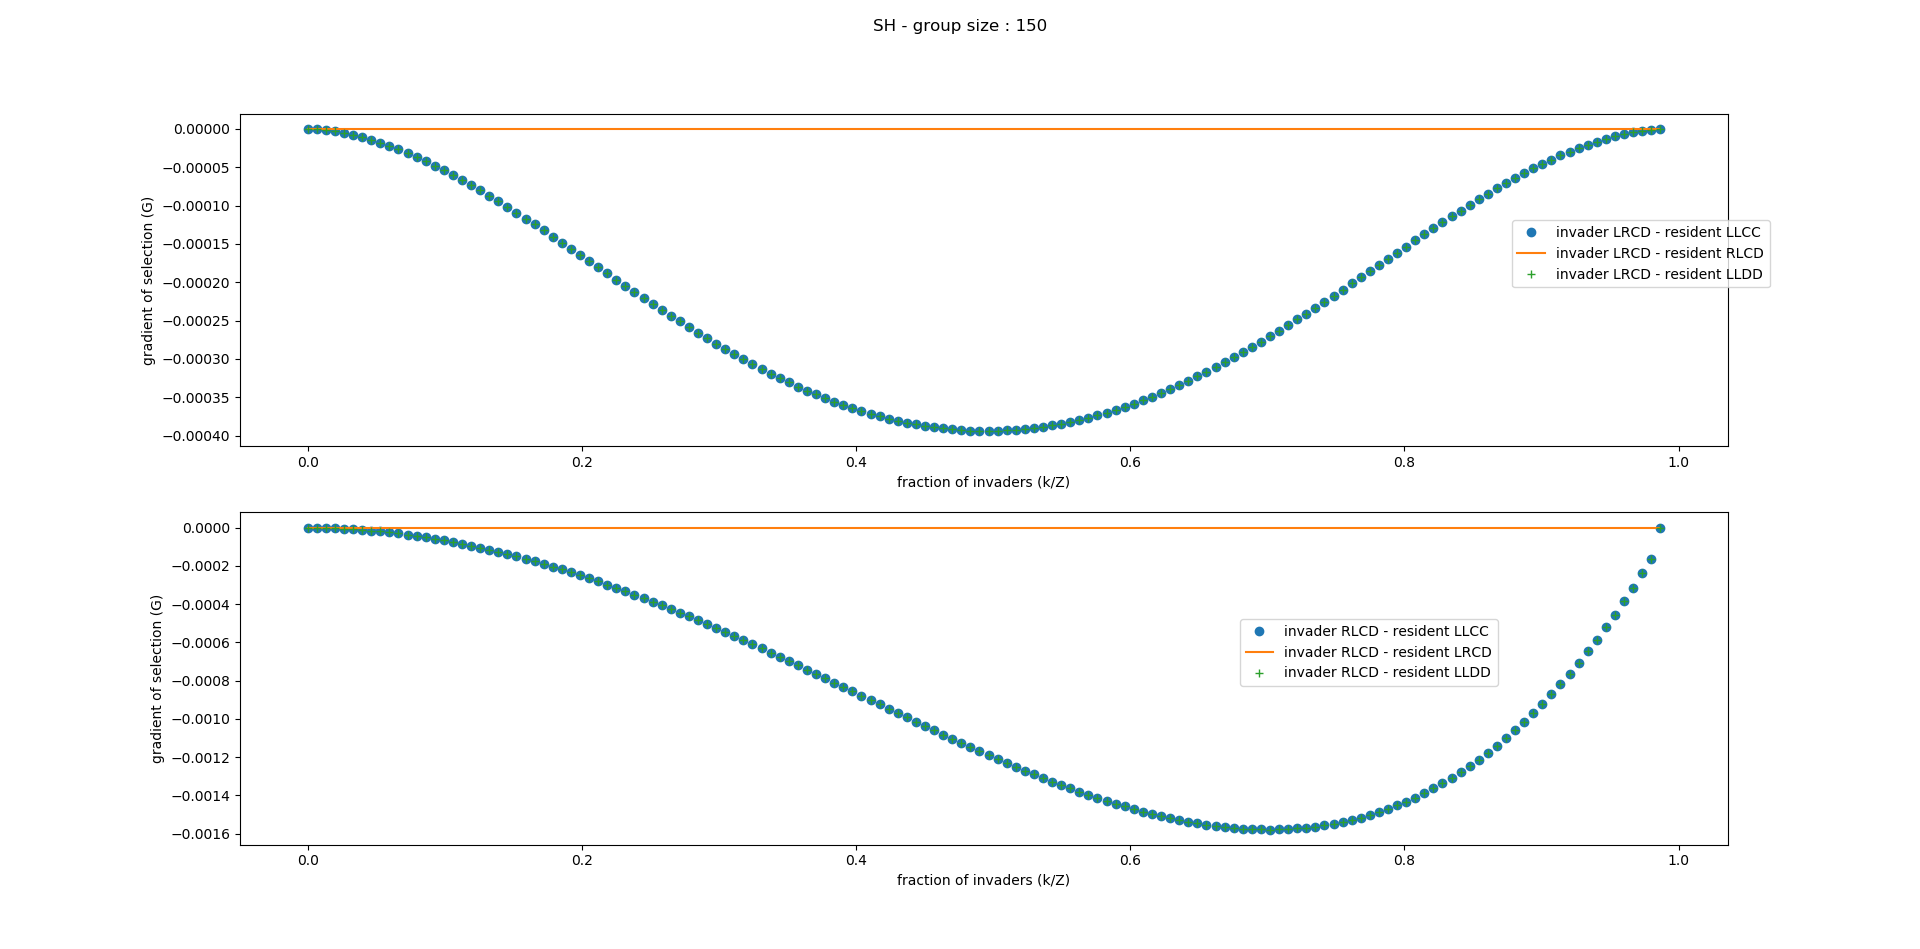 SH - group size : 150
0.00000
−0.00005
−0.00010
−0.00015
−0.00020
−0.00025
−0.00030
−0.00035
−0.00040
gradient of selection (G)
invader LRCD - resident LLCC
invader LRCD - resident RLCD
invader LRCD - resident LLDD
0.0 0.2 0.4 0.6 0.8 1.0
fraction of invaders (k/Z)
0.0000
−0.0002
−0.0004
−0.0006
−0.0008
−0.0010
−0.0012
−0.0014
−0.0016
gradient of selection (G)
invader RLCD - resident LLCC
invader RLCD - resident LRCD
invader RLCD - resident LLDD
0.0 0.2 0.4 0.6 0.8 1.0
fraction of invaders (k/Z)